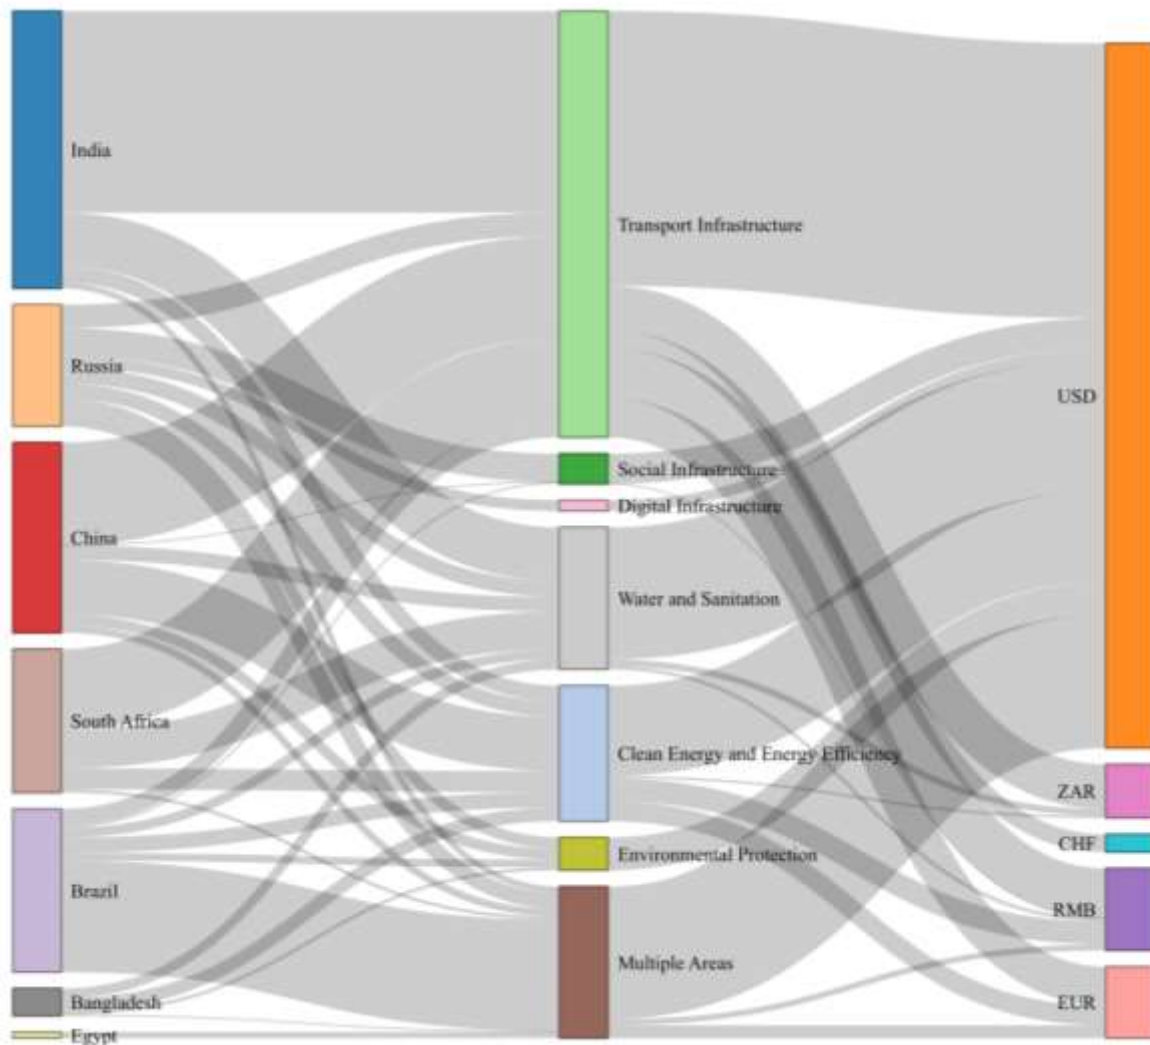 India
Russia
China
South Africa
Brazil
Bangladesh
Egypt
Transport Infrastructure
Social Infrastructure
Digital Infrastructure
Water and Sanitation
Clean Energy and Energy Efficiency
Environmental Protection
Multiple Areas
USD
ZAR
CHF
RMB
EUR